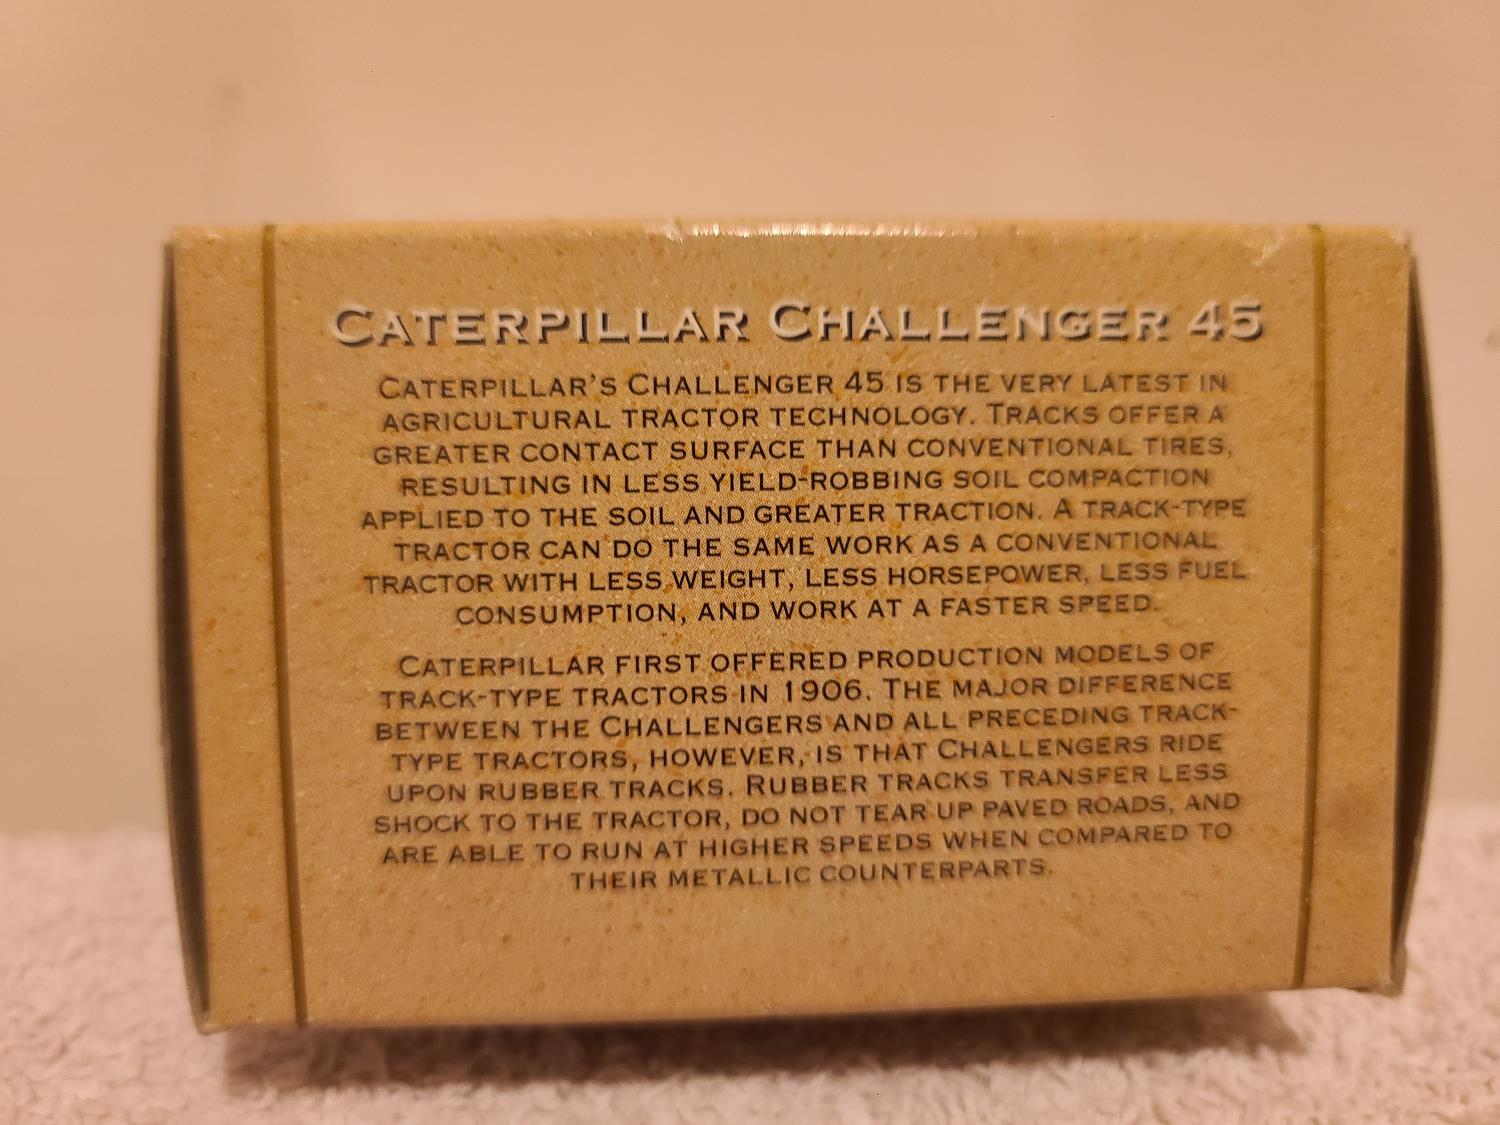 CATERPILLAR CHALLENGER 45
CATERPILLAR'S CHALLENGER 45 IS THE VERY LATEST IN
AGRICULTURAL TRACTOR TECHNOLOGY. TRACKS OFFER A
GREATER CONTACT SURFACE THAN CONVENTIONAL TIRES,
RESULTING IN LESS YIELD-ROBBING SOIL COMPACTION
APPLIED TO THE SOIL AND GREATER TRACTION. A TRACK-TYPE
TRACTOR CAN DO THE SAME WORK AS A CONVENTIONAL
TRACTOR WITH LESS WEIGHT, LESS HORSEPOWER, LESS FUEL
CONSUMPTION, AND WORK AT A FASTER SPEED.
CATERPILLAR FIRST OFFERED PRODUCTION MODELS OF
TRACK-TYPE TRACTORS IN 1906. THE MAJOR DIFFERENCE
BETWEEN THE CHALLENGERS AND ALL PRECEDING TRACK-
TYPE TRACTORS, HOWEVER, IS THAT CHALLENGERS RIDE
UPON RUBBER TRACKS. RUBBER TRACKS TRANSFER LESS
SHOCK TO THE TRACTOR, DO NOT TEAR UP PAVED ROADS, AND
ARE ABLE TO RUN AT HIGHER SPEEDS WHEN COMPARED TO
THEIR METALLIC COUNTERPARTS.